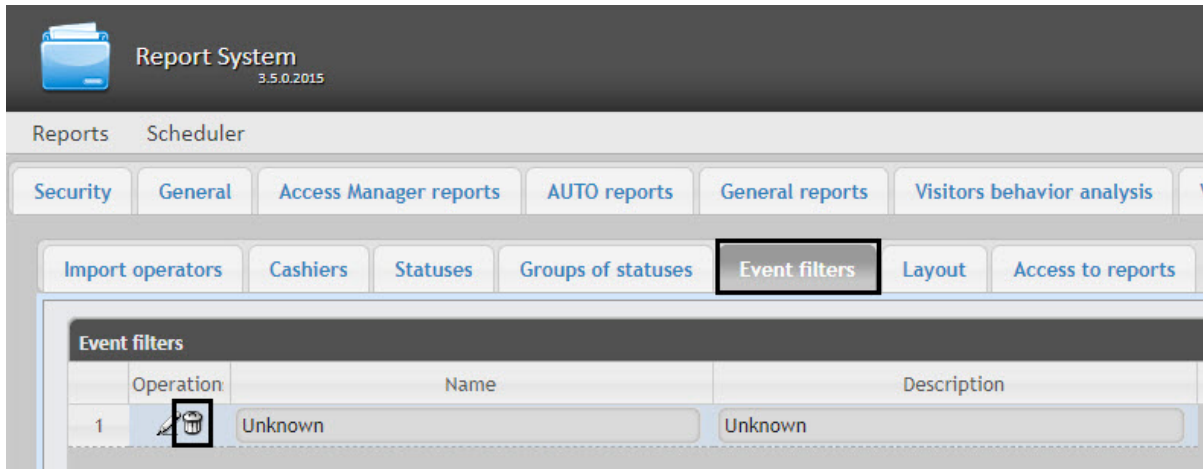 Report System
3.5.0.2015
Reports Scheduler
Security General Access Manager reports AUTO reports General reports Visitors behavior analysis
Import operators Cashiers Statuses Groups of statuses Event filters Layout Access to reports
Event filters
Operation Name Description
1 Unknown Unknown